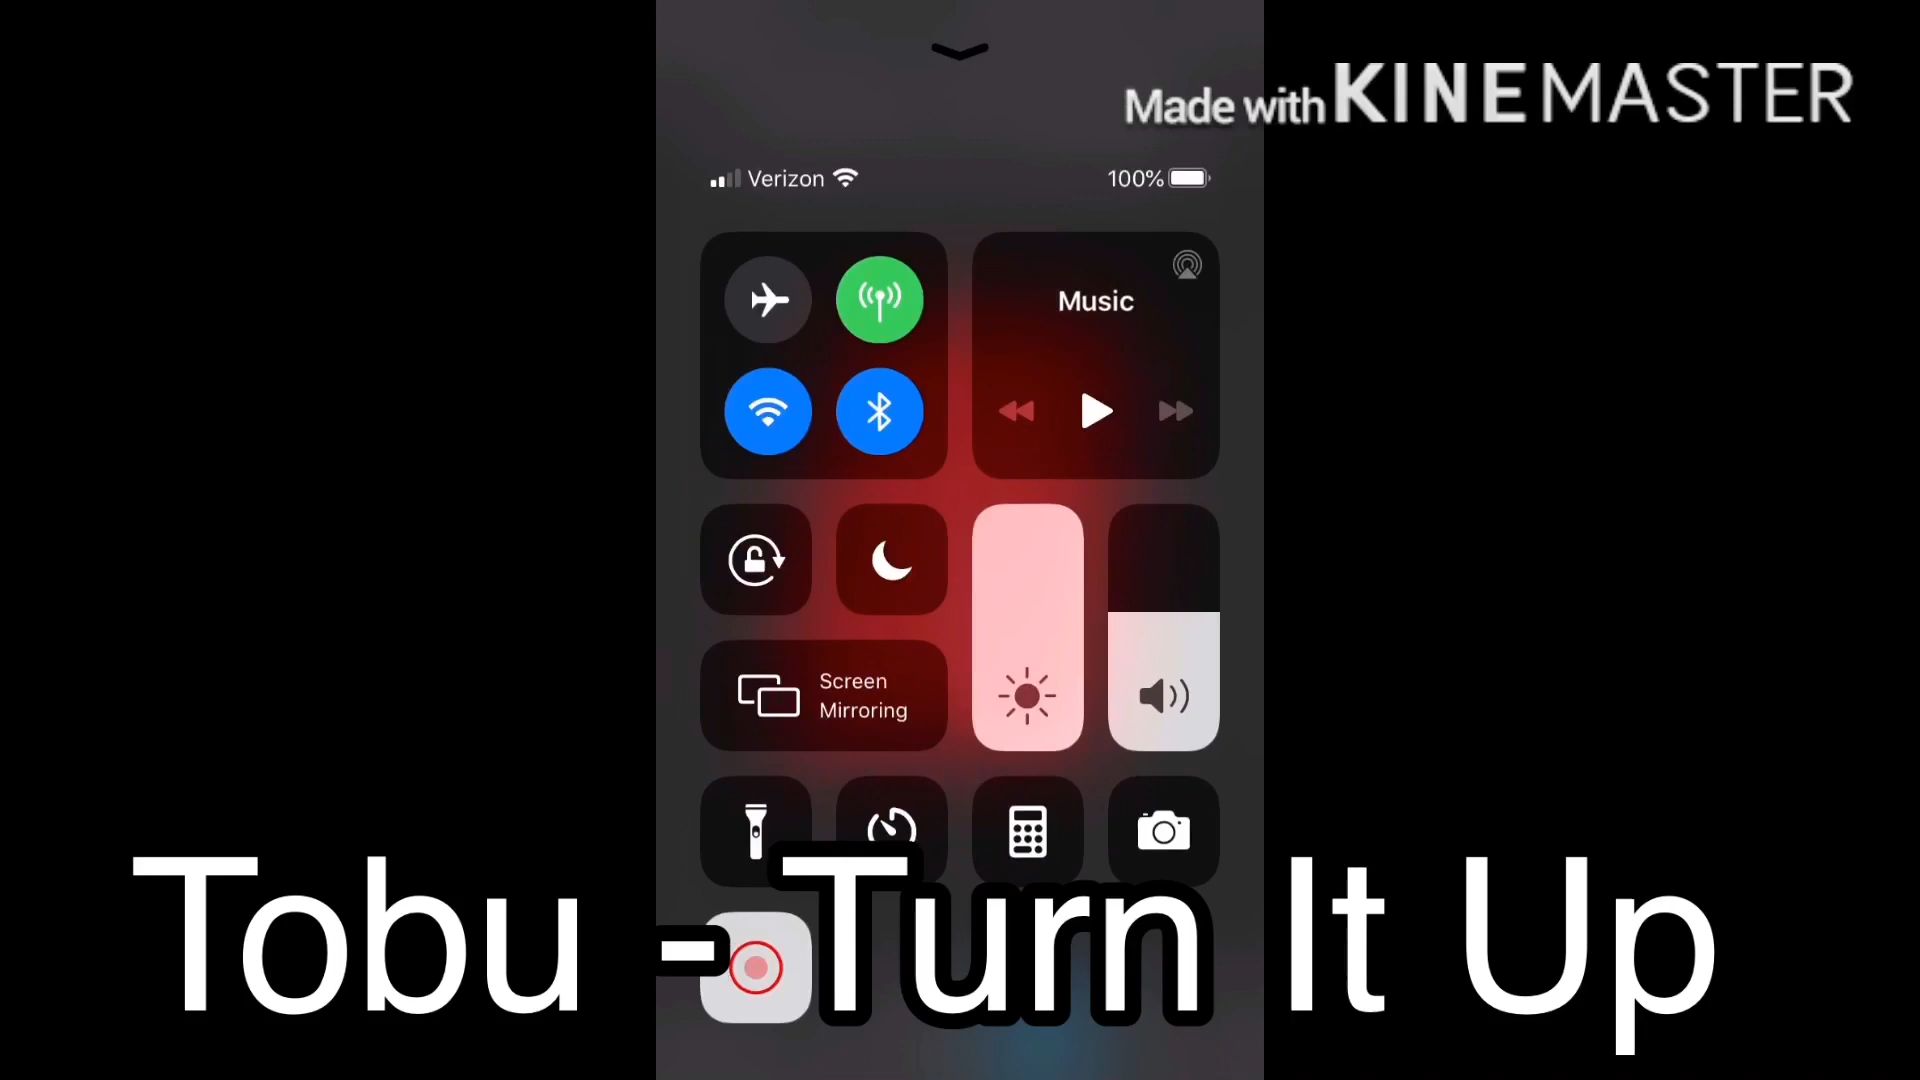 Made with KINEMASTER
Verizon 100%
Music
Screen
Mirroring
Tobu - Turn It Up